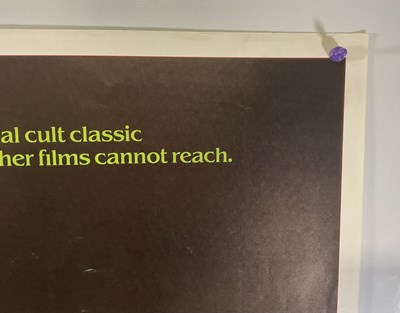 al cult classic
her films cannot reach.